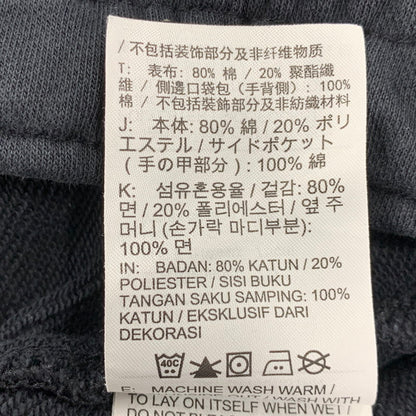 / 不包括装饰部分及非纤维物质
T: 表布: 80% 棉 / 20% 聚酯纖
維 / 側邊口袋包 (手背側) : 100%
棉 / 不包括裝飾部分及非紡織材料
J: 本体: 80% 綿 / 20% ポリ
エステル / サイドポケット
(手の甲部分) : 100% 綿
K: 섬유혼용율 / 겉감: 80%
면 / 20% 폴리에스터 / 옆 주
머니 (손가락 마디부분):
100% 면
IN: BADAN: 80% KATUN / 20%
POLIESTER / SISI BUKU
TANGAN SAKU SAMPING: 100%
KATUN / EKSKLUSIF DARI
DEKORASI
40C
E: MACHINE WASH WARM /
TO LAY ON ITSELF WHEN WET